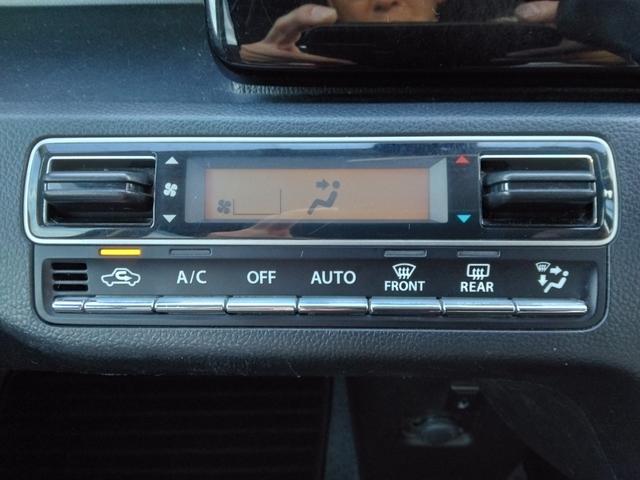 A/C OFF AUTO FRONT REAR